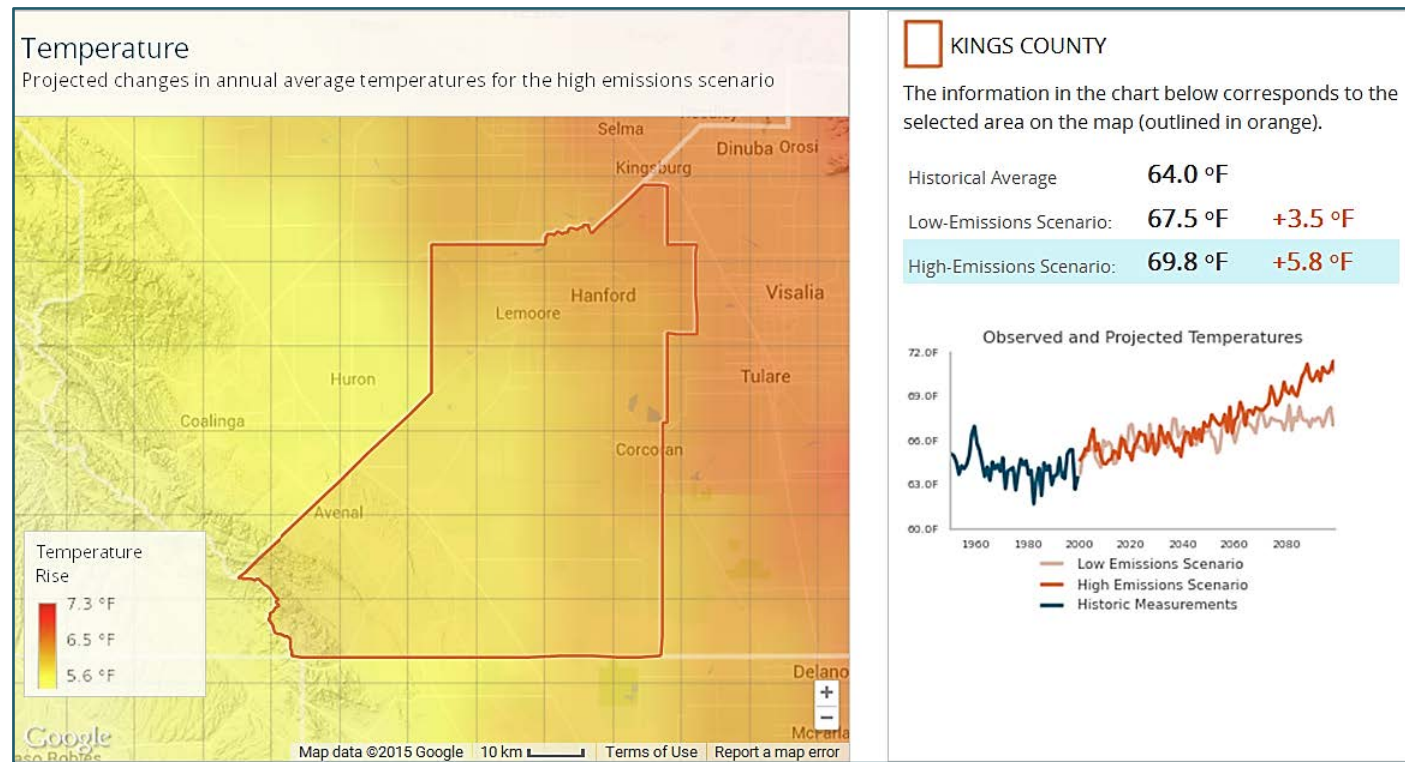 Temperature
Projected changes in annual average temperatures for the high emissions scenario
Selma
Dinuba Orosi
Kingsburg
Hanford
Visalia
Lemoore
Huron
Tulare
Coalinga
Corcoran
Avenal
Temperature
Rise
7.3 °F
6.5 °F
5.6 °F
Delano
+
−
Google
Map data ©2015 Google 10 km Terms of Use Report a map error
KINGS COUNTY
The information in the chart below corresponds to the
selected area on the map (outlined in orange).
Historical Average 64.0 °F
Low-Emissions Scenario: 67.5 °F +3.5 °F
High-Emissions Scenario: 69.8 °F +5.8 °F
Observed and Projected Temperatures
72.0F
69.0F
66.0F
63.0F
60.0F
1960 1980 2000 2020 2040 2060 2080
Low Emissions Scenario
High Emissions Scenario
Historic Measurements